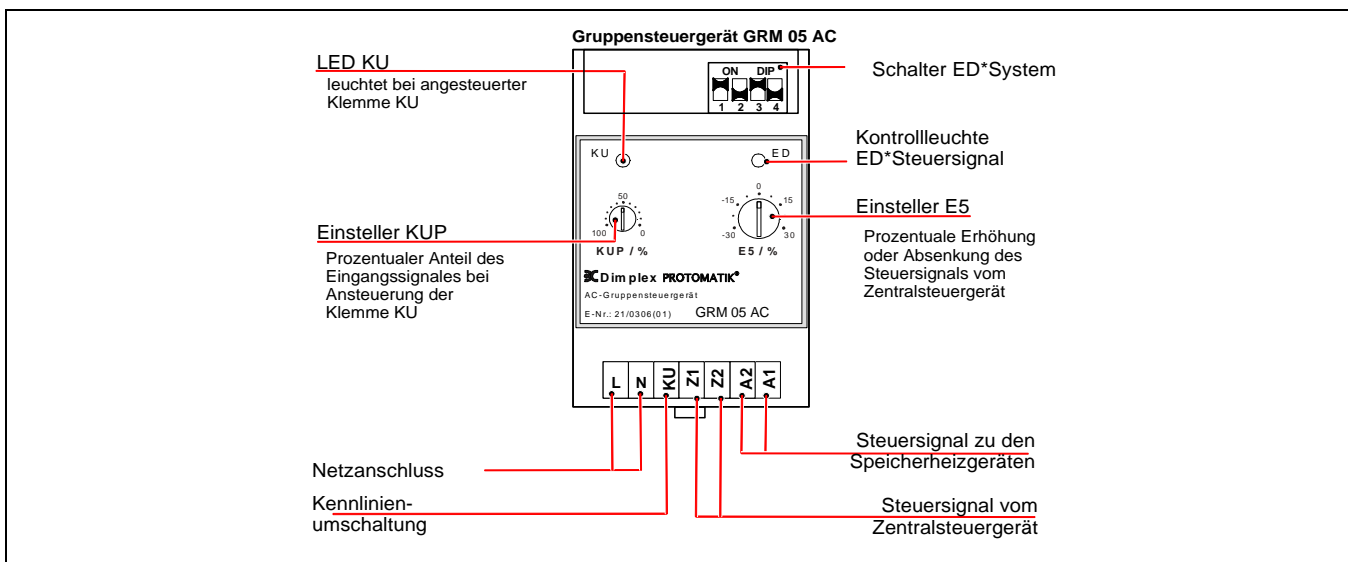 Gruppensteuergerät GRM 05 AC
LED KU
leuchtet bei angesteuerter
Klemme KU
ON DIP
1 2 3 4
Schalter ED*System
KU
ED
Kontrollleuchte
ED*Steuersignal
50
100 0
KUP / %
0
-15 15
-30 30
E5 / %
Einsteller KUP
Prozentualer Anteil des
Eingangssignales bei
Ansteuerung der
Klemme KU
Einsteller E5
Prozentuale Erhöhung
oder Absenkung des
Steuersignals vom
Zentralsteuergerät
Dimplex PROTOMATIK®
AC-Gruppensteuergerät
E-Nr.: 21/0306(01) GRM 05 AC
L N KU Z1 Z2 A2 A1
Netzanschluss
Kennlinien-
umschaltung
Steuersignal zu den
Speicherheizgeräten
Steuersignal vom
Zentralsteuergerät